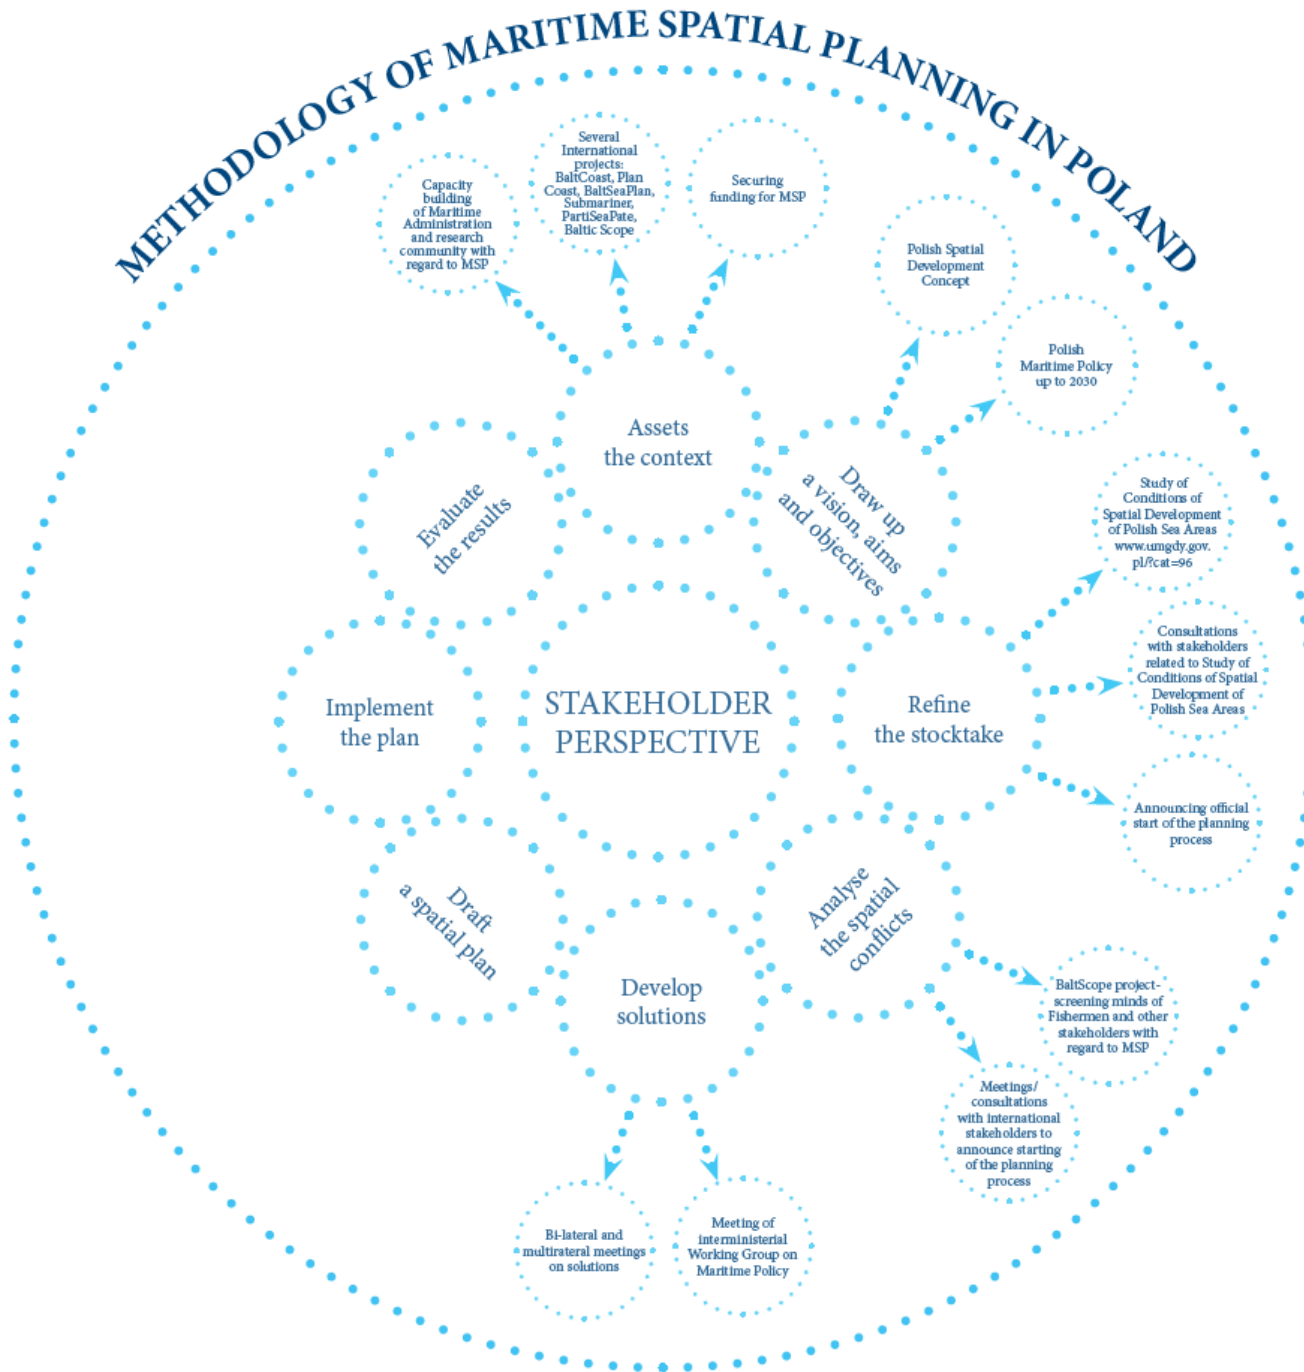 METHODOLOGY OF MARITIME SPATIAL PLANNING IN POLAND
Capacity
building
of Maritime
Administration
and research
community with
regard to MSP
Several
International
projects:
BaltCoast, Plan
Coast, BaltSeaPlan,
Submariner,
PartiSeaPate,
Baltic Scope
Securing
funding for MSP
Polish Spatial
Development
Concept
Polish
Maritime Policy
up to 2030
Assets
the context
Draw up
a vision, aims
and objectives
Evaluate
the results
Study of
Conditions of
Spatial Development
of Polish Sea Areas
www.umgdy.gov.
pl/?cat=96
Consultations
with stakeholders
related to Study of
Conditions of Spatial
Development of
Polish Sea Areas
Implement
the plan
STAKEHOLDER
PERSPECTIVE
Refine
the stocktake
Announcing official
start of the planning
process
Draft
a spatial plan
Analyse
the spatial
conflicts
Develop
solutions
BaltScope project-
screening minds of
Fishermen and other
stakeholders with
regard to MSP
Meetings/
consultations
with international
stakeholders to
announce starting
of the planning
process
Bi-lateral and
multirateral meetings
on solutions
Meeting of
interministerial
Working Group on
Maritime Policy